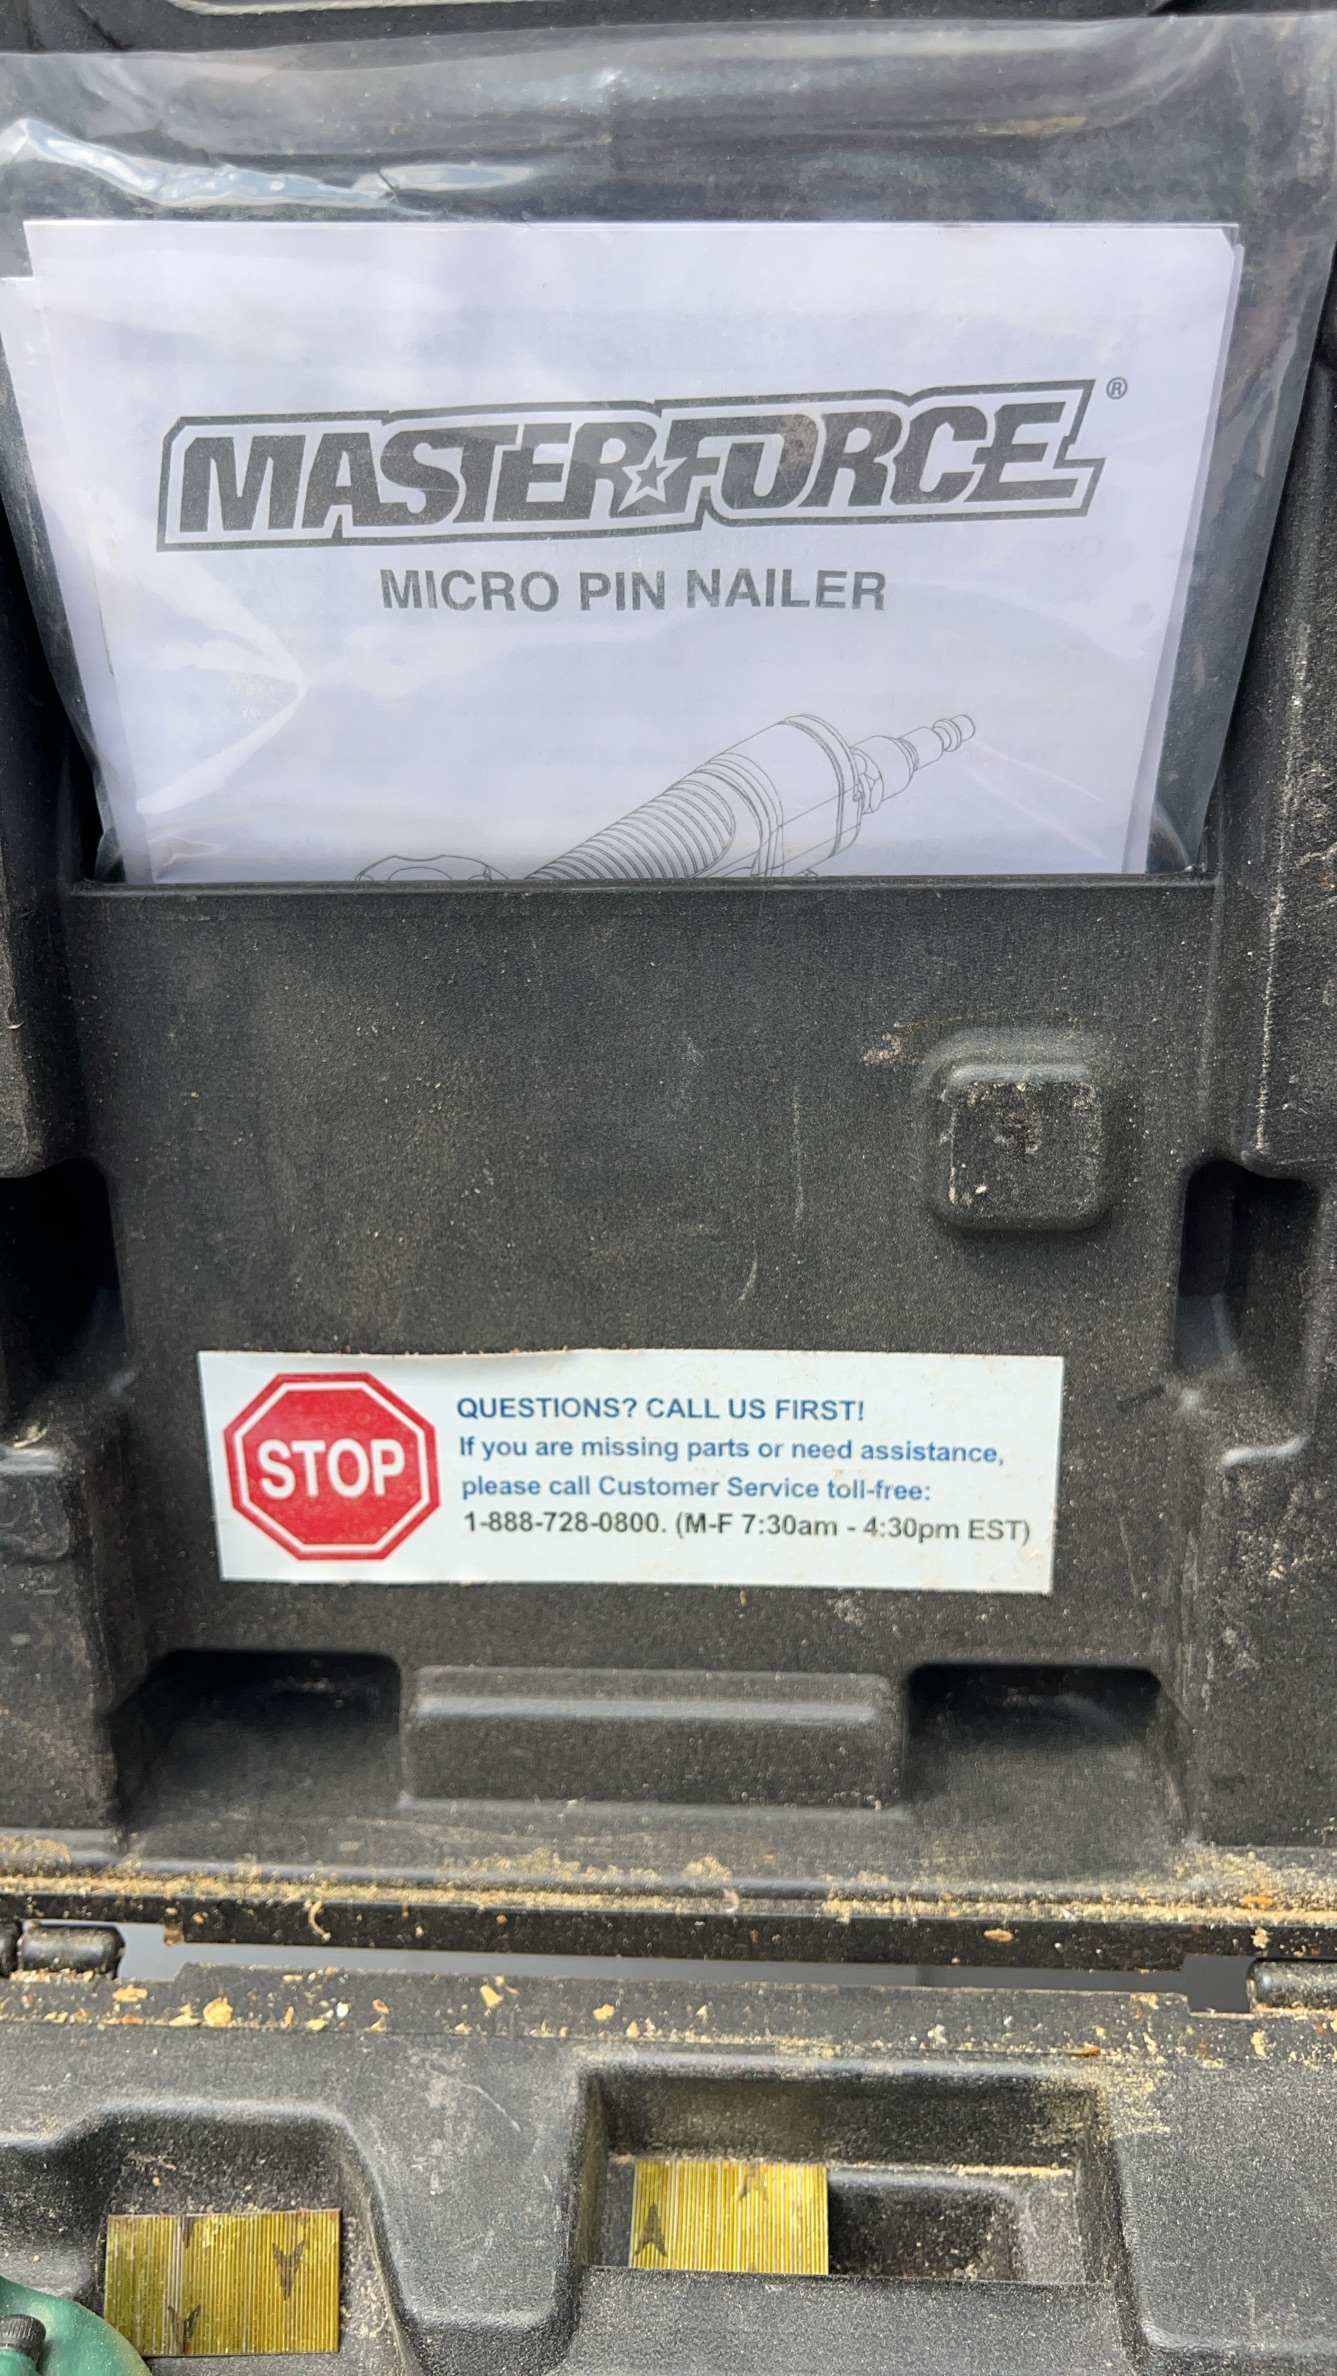 MASTERFORCE®
MICRO PIN NAILER
STOP
QUESTIONS? CALL US FIRST!
If you are missing parts or need assistance,
please call Customer Service toll-free:
1-888-728-0800. (M-F 7:30am - 4:30pm EST)